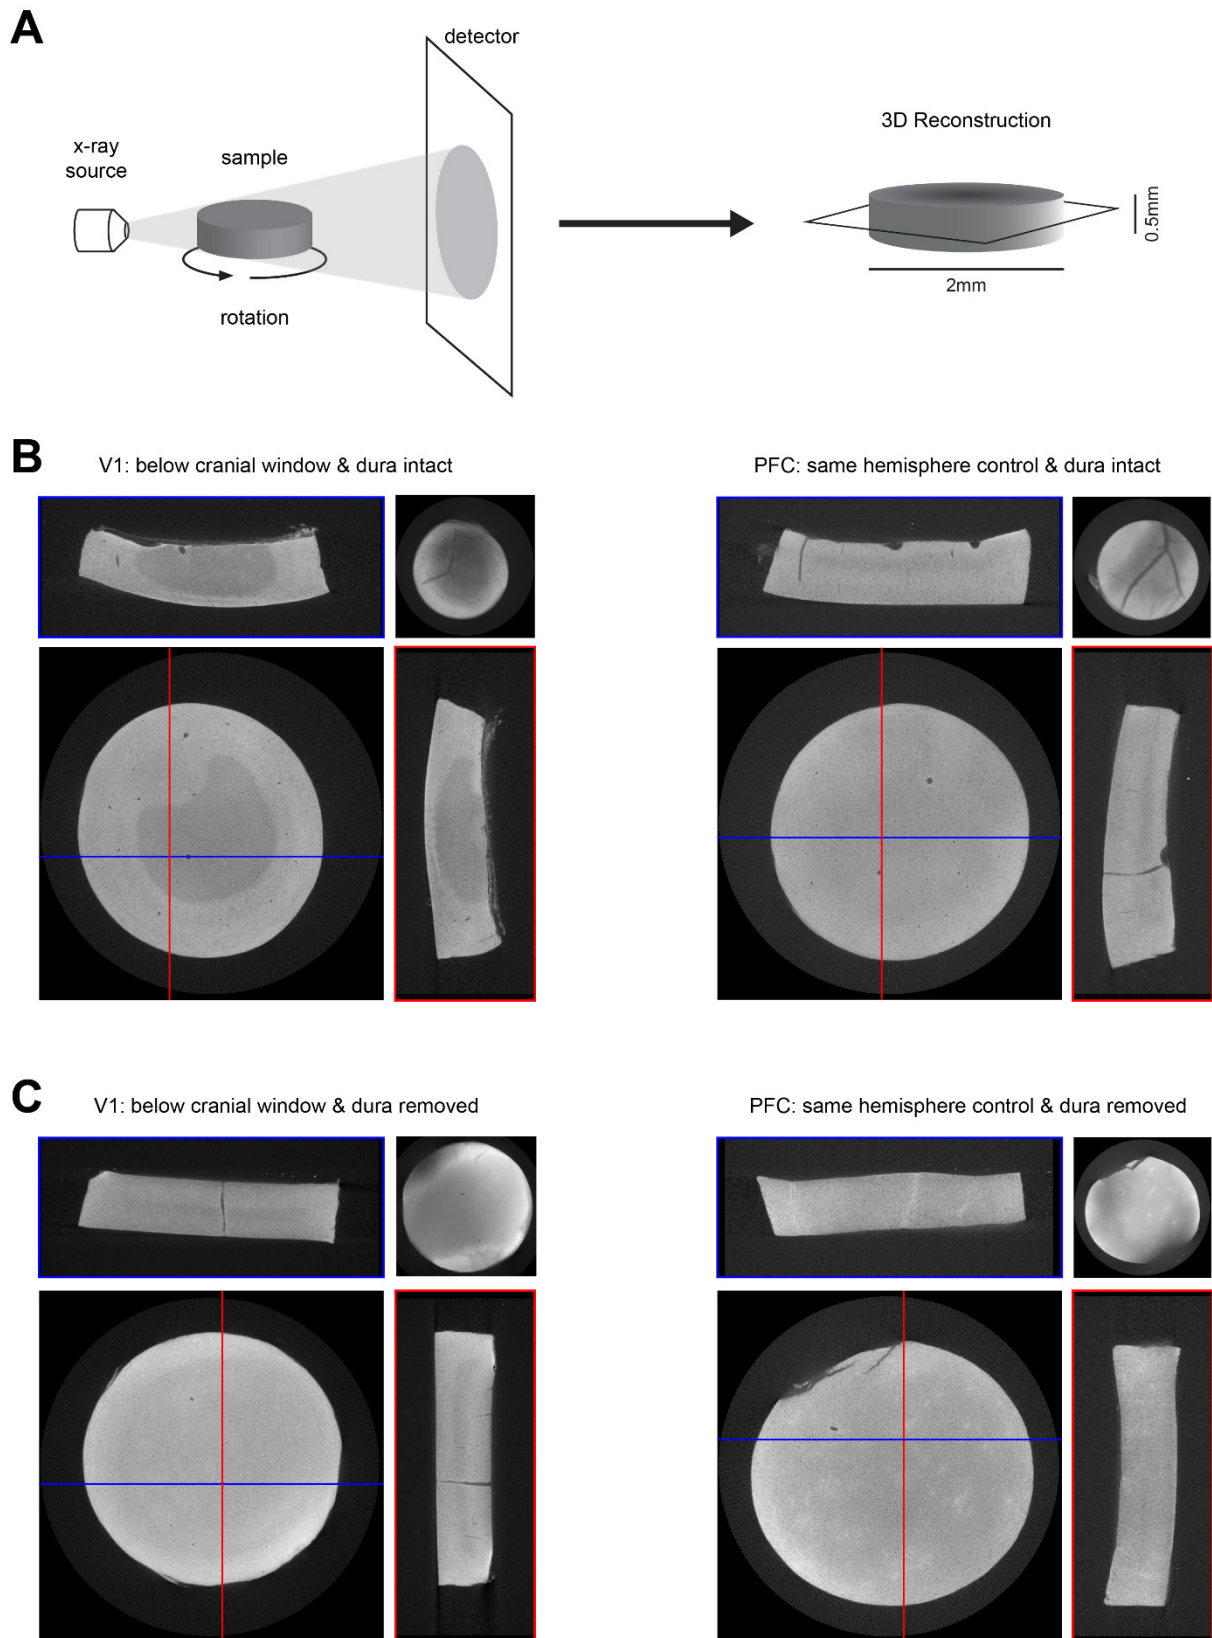 A
detector
x-ray
source
sample
rotation
3D Reconstruction
0.5mm
2mm
B
V1: below cranial window & dura intact
PFC: same hemisphere control & dura intact
C
V1: below cranial window & dura removed
PFC: same hemisphere control & dura removed